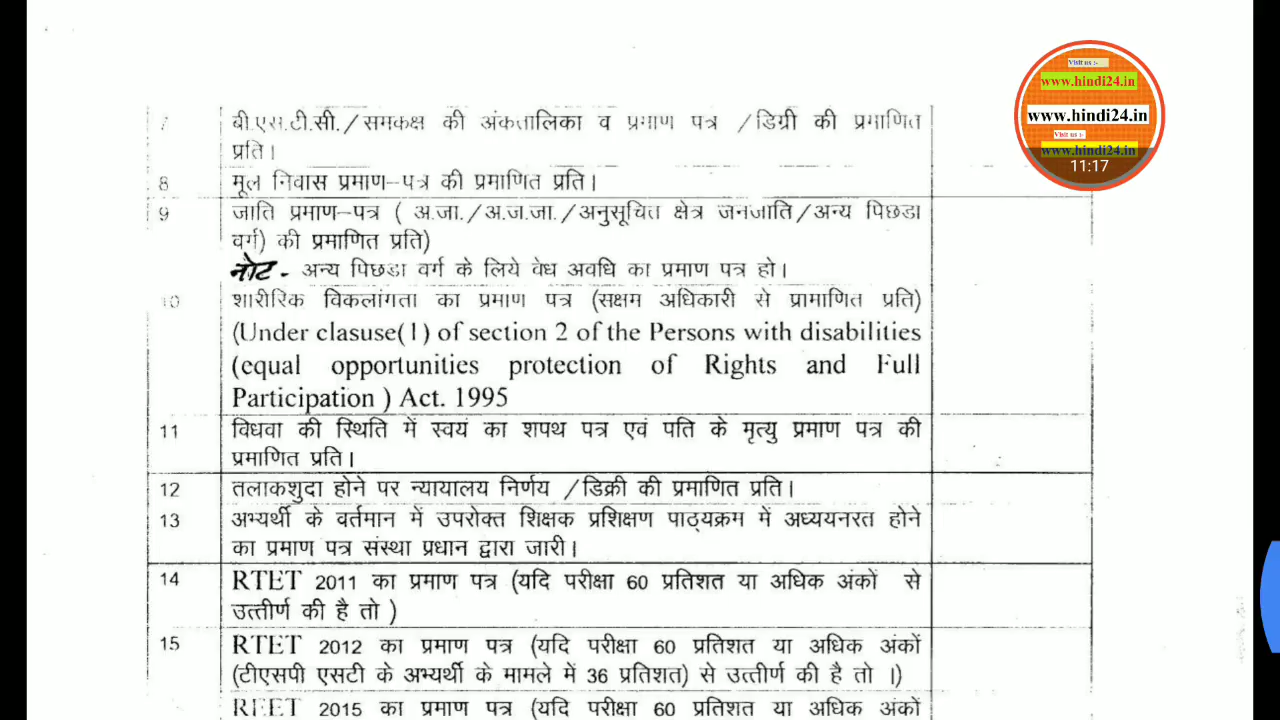 Visit us :-
www.hindi24.in
www.hindi24.in
Visit us :-
www.hindi24.in
11:17
7 बी.एस.टी.सी./समकक्ष की अंकतालिका व प्रमाण पत्र /डिग्री की प्रमाणित
प्रति।
8 मूल निवास प्रमाण–पत्र की प्रमाणित प्रति।
9 जाति प्रमाण–पत्र ( अ.जा./अ.ज.जा./अनुसूचित क्षेत्र जनजाति/अन्य पिछडा
वर्ग) की प्रमाणित प्रति)
नोट - अन्य पिछडा वर्ग के लिये वेध अवधि का प्रमाण पत्र हो।
10 शारीरिक विकलांगता का प्रमाण पत्र (सक्षम अधिकारी से प्रामाणित प्रति)
(Under clasuse(1) of section 2 of the Persons with disabilities
(equal opportunities protection of Rights and Full
Participation ) Act. 1995
11 विधवा की स्थिति में स्वयं का शपथ पत्र एवं पति के मृत्यु प्रमाण पत्र की
प्रमाणित प्रति।
12 तलाकशुदा होने पर न्यायालय निर्णय /डिक्री की प्रमाणित प्रति।
13 अभ्यर्थी के वर्तमान में उपरोक्त शिक्षक प्रशिक्षण पाठ्यक्रम में अध्ययनरत होने
का प्रमाण पत्र संस्था प्रधान द्वारा जारी।
14 RTET 2011 का प्रमाण पत्र (यदि परीक्षा 60 प्रतिशत या अधिक अंकों से
उत्तीर्ण की है तो )
15 RTET 2012 का प्रमाण पत्र (यदि परीक्षा 60 प्रतिशत या अधिक अंकों
(टीएसपी एसटी के अभ्यर्थी के मामले में 36 प्रतिशत) से उत्तीर्ण की है तो ।)
REET 2015 का प्रमाण पत्र (यदि परीक्षा 60 प्रतिशत या अधिक अंकों